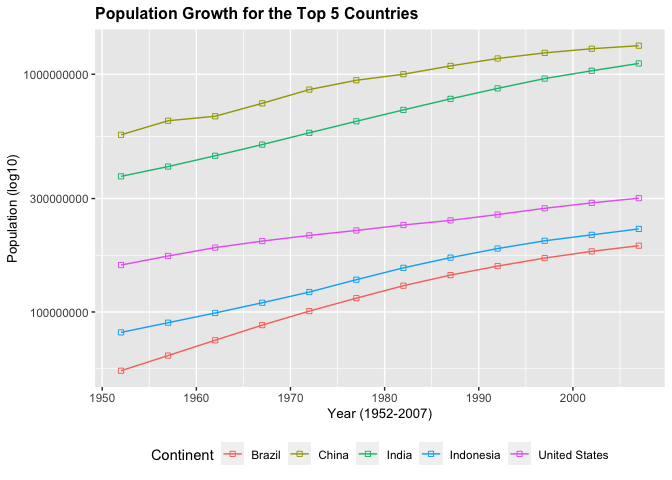 Population Growth for the Top 5 Countries
Population (log10)
1000000000
300000000
100000000
1950 1960 1970 1980 1990 2000
Year (1952-2007)
Continent Brazil China India Indonesia United States